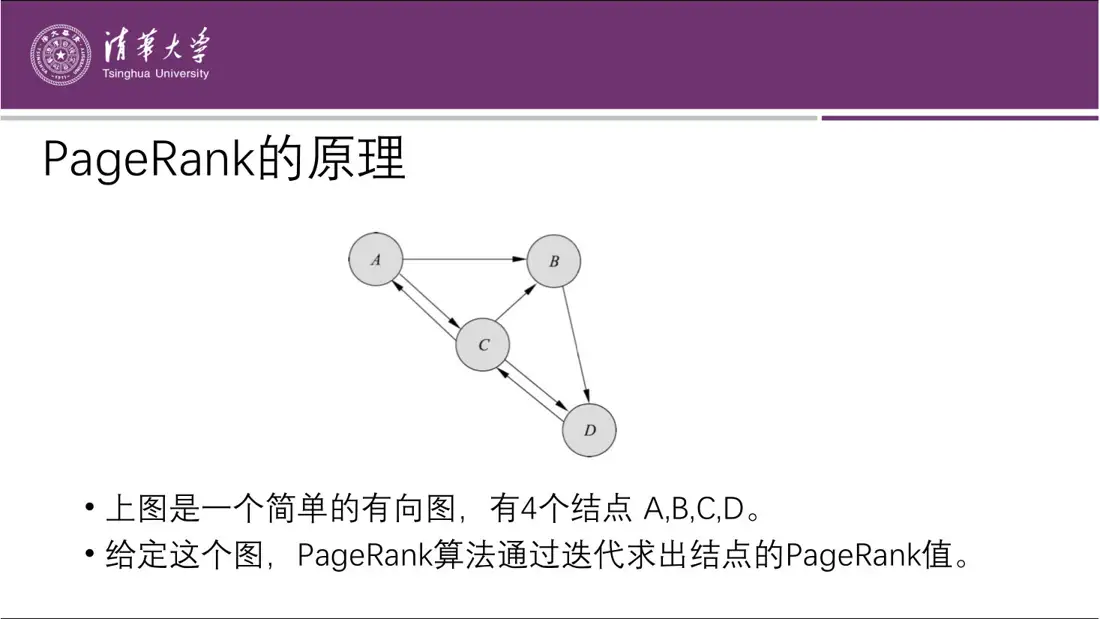 清华大学
Tsinghua University
PageRank的原理
A
B
C
D
• 上图是一个简单的有向图，有4个结点 A,B,C,D。
• 给定这个图，PageRank算法通过迭代求出结点的PageRank值。